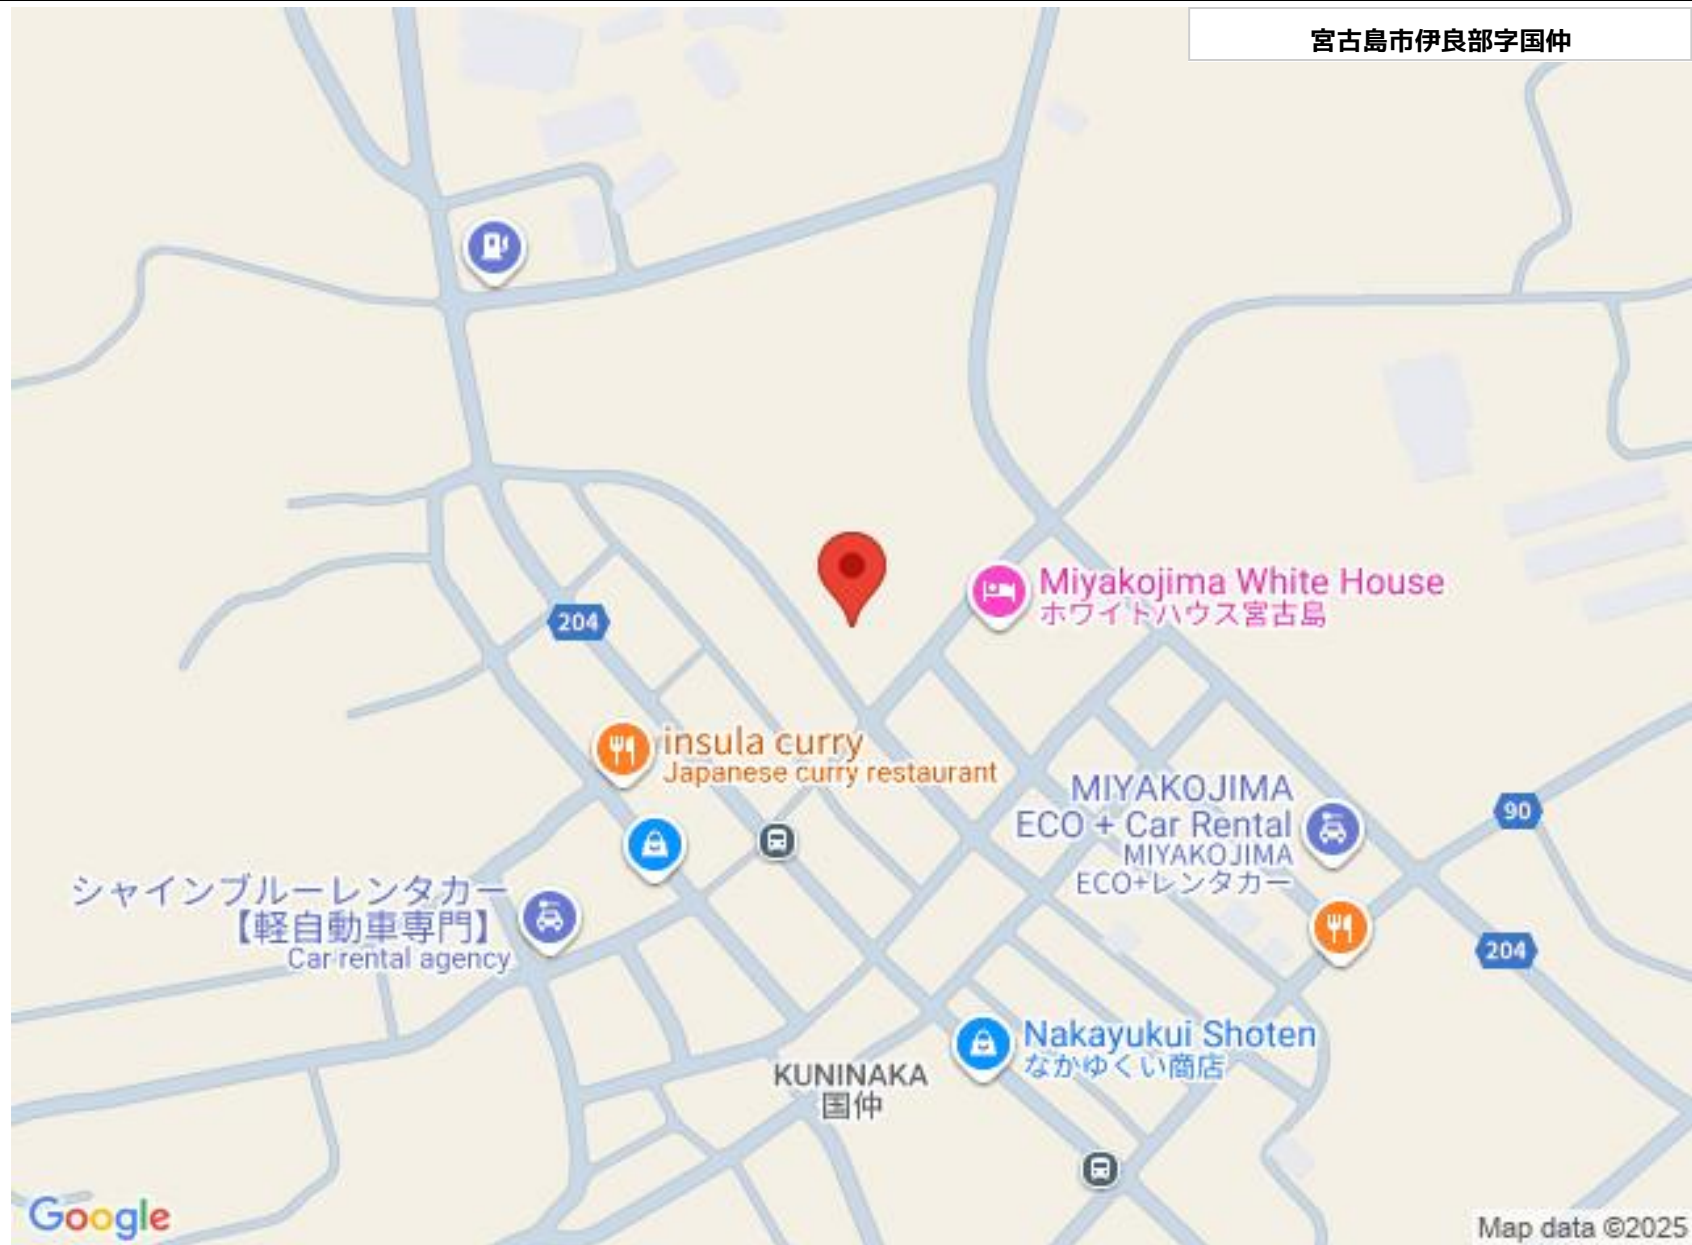 宮古島市伊良部字国仲
Miyakojima White House
ホワイトハウス宮古島
204
insula curry
Japanese curry restaurant
MIYAKOJIMA
ECO + Car Rental
MIYAKOJIMA
ECO+レンタカー
90
シャインブルーレンタカー
【軽自動車専門】
Car rental agency
204
Nakayukui Shoten
なかゆくい商店
KUNINAKA
国仲
Google
Map data ©2025